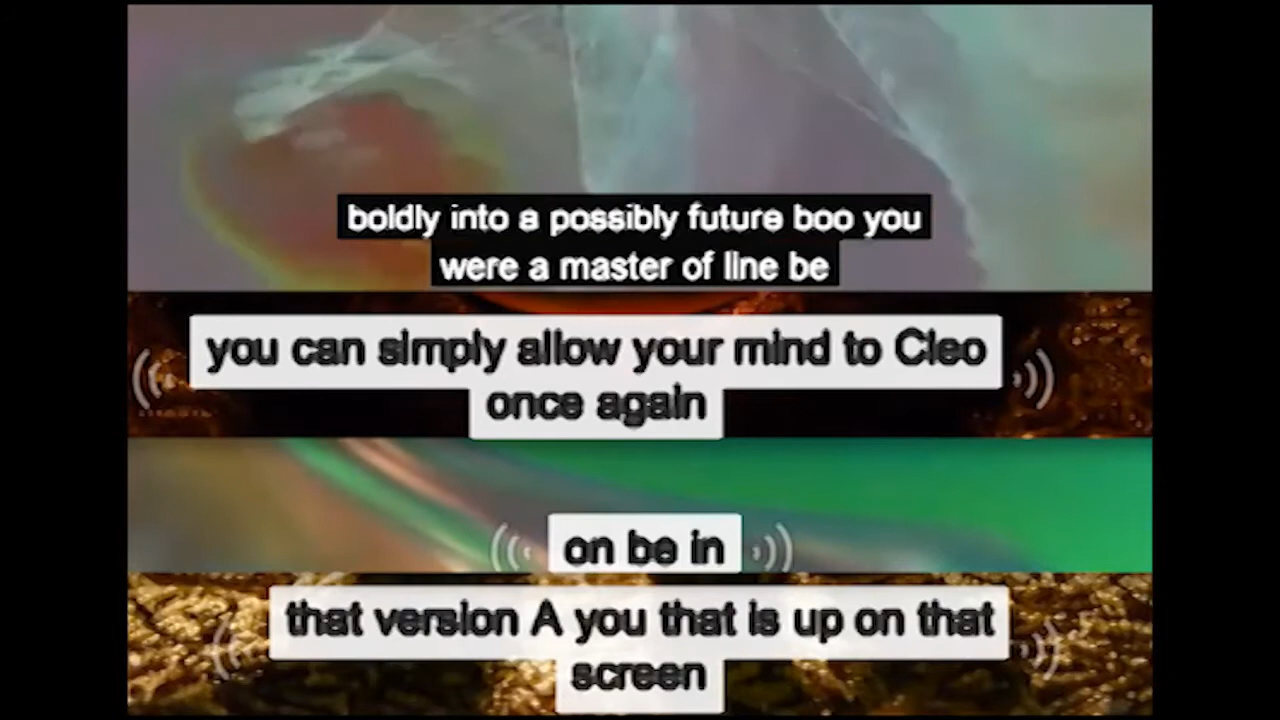 boldly into a possibly future boo you
were a master of line be
you can simply allow your mind to Cleo
once again
on be in
that version A you that is up on that
screen